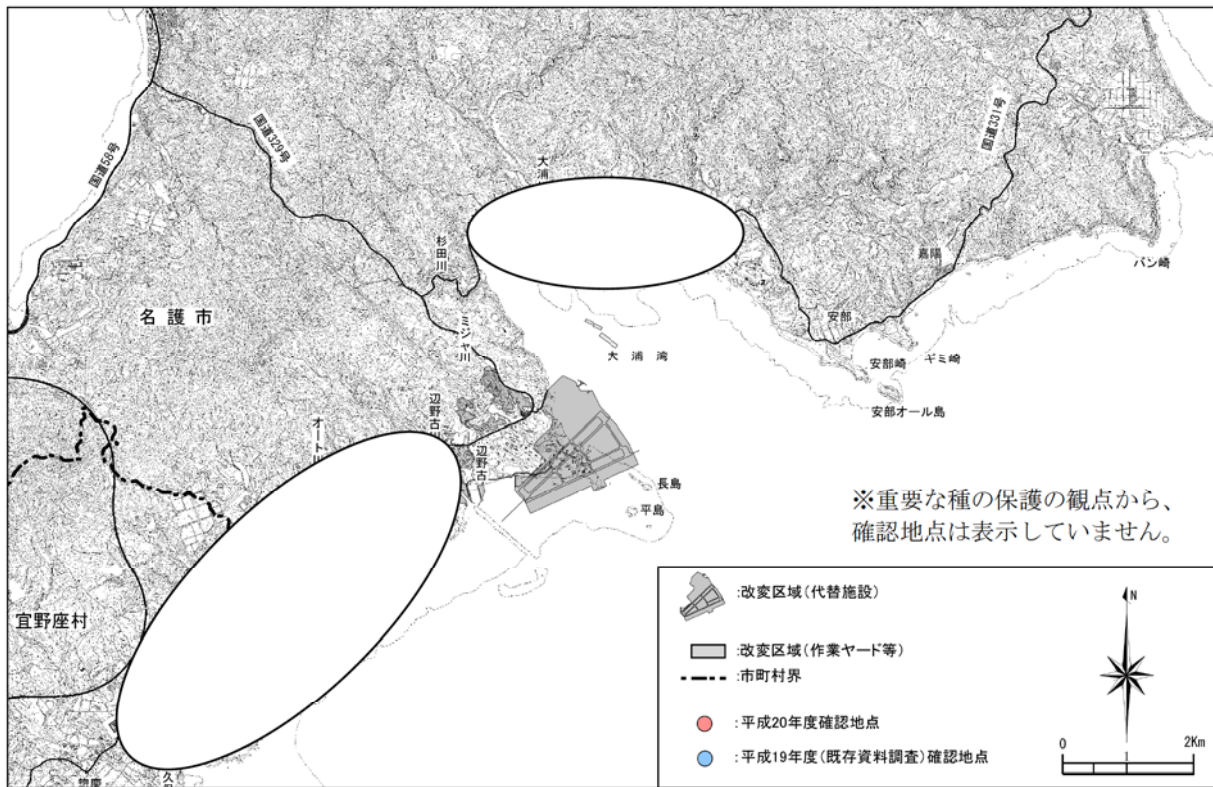 国道58号
国道329号
大浦
国道331号
杉田川
嘉陽
バン崎
名護市
ミジャ川
安部
大浦湾
安部崎
ギミ崎
安部オール島
辺野古
オート川
辺野古
長島
平島
※重要な種の保護の観点から、
確認地点は表示していません。
宜野座村
:改変区域(代替施設)
:改変区域(作業ヤード等)
:市町村界
:平成20年度確認地点
:平成19年度(既存資料調査)確認地点
N
0
1
2Km